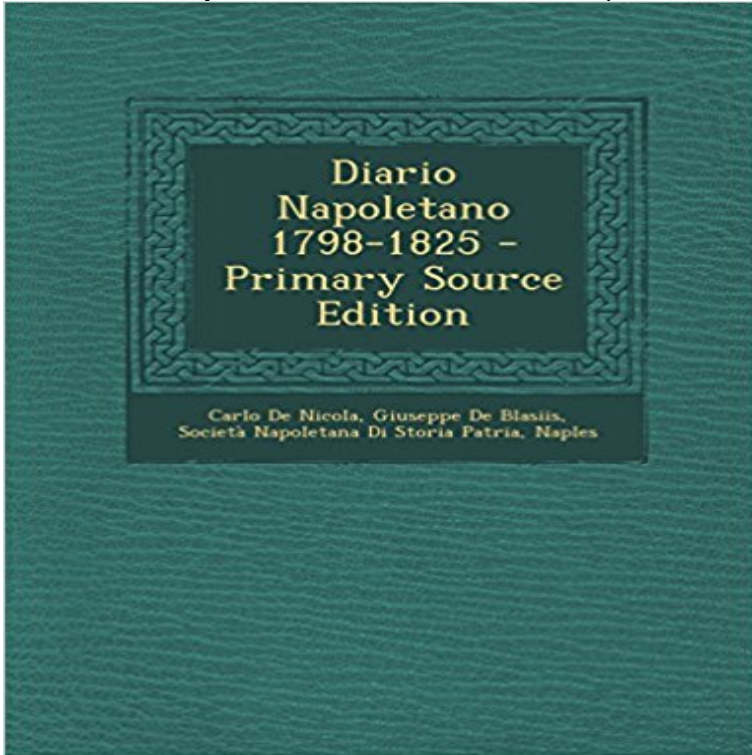 Diario
Napoletano
1798-1825 -
Primary Source
Edition
Carlo De Nicola, Giuseppe De Blasiis,
Società Napoletana Di Storia Patria, Naples